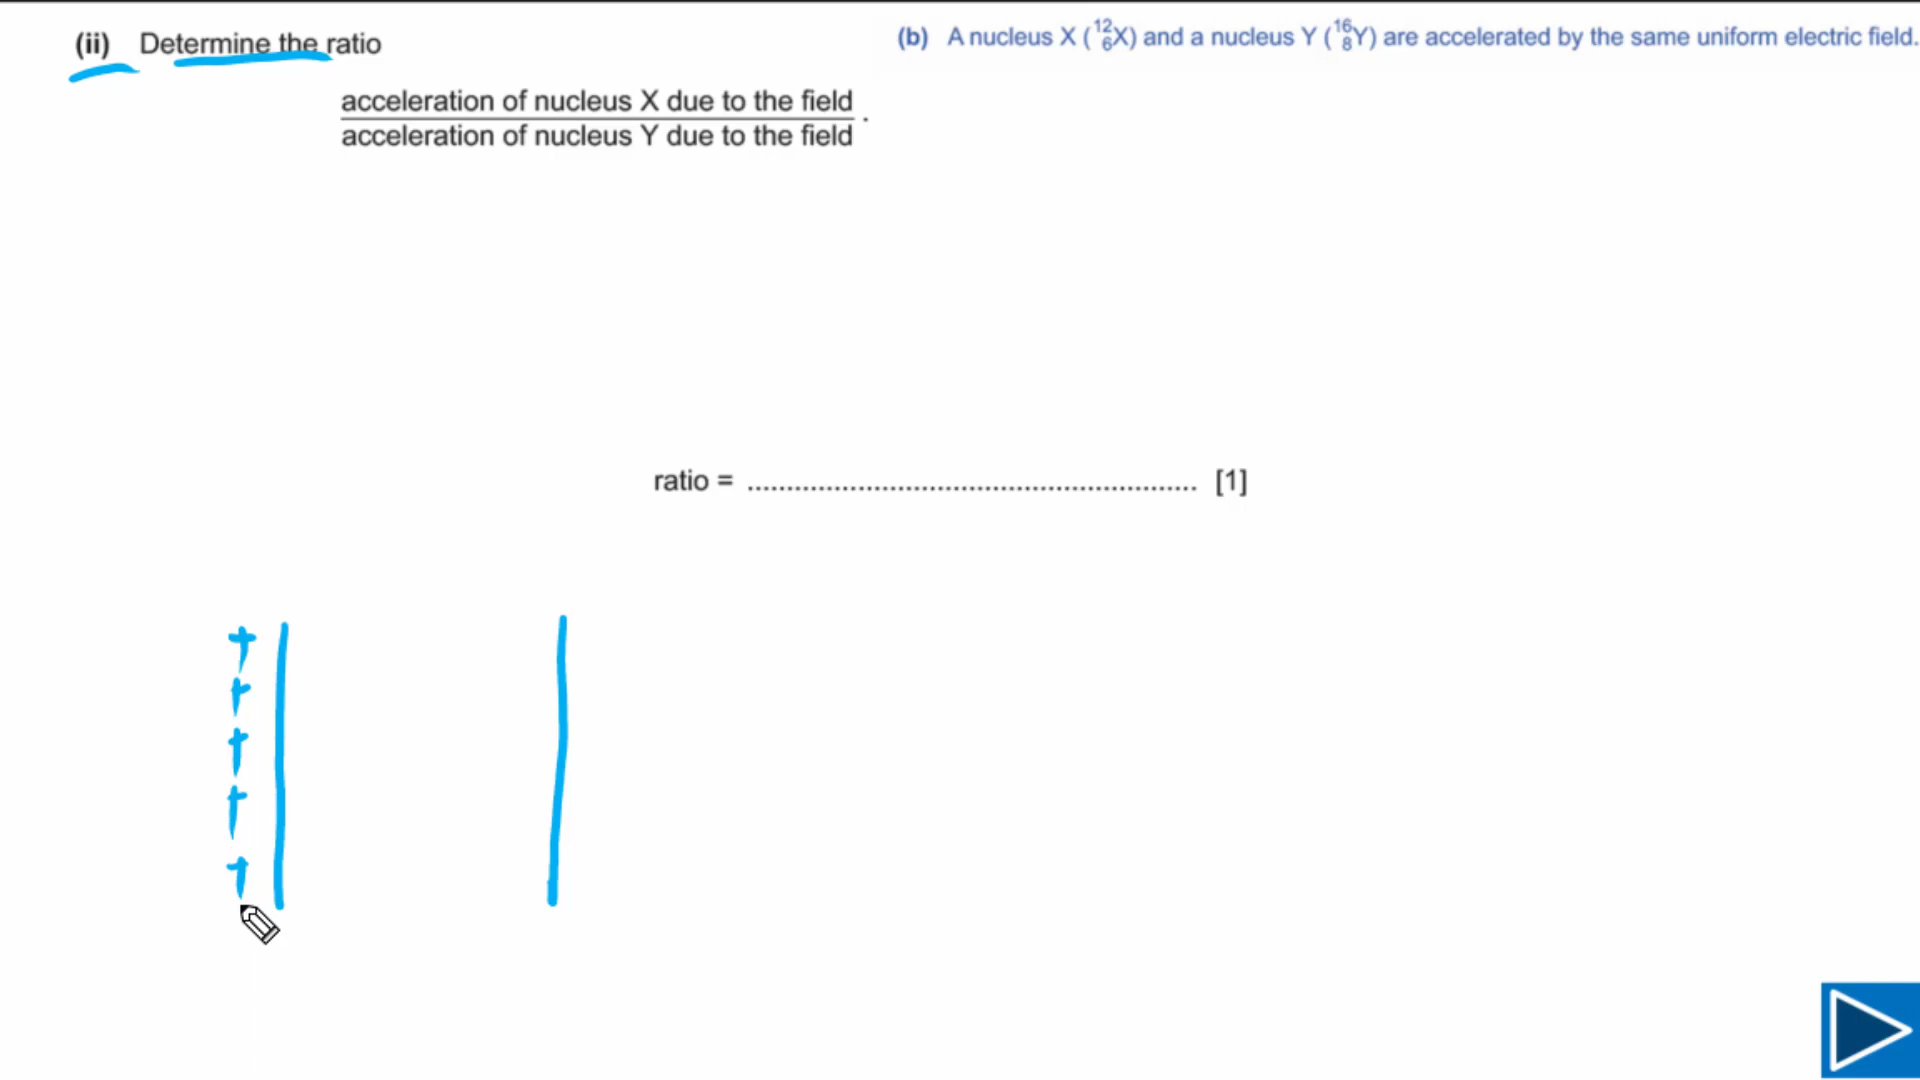 (ii) Determine the ratio
(b) A nucleus X (¹²₆X) and a nucleus Y (¹⁶₈Y) are accelerated by the same uniform electric field.
acceleration of nucleus X due to the field
acceleration of nucleus Y due to the field .
ratio = ......................................................... [1]
+
+
+
+
+